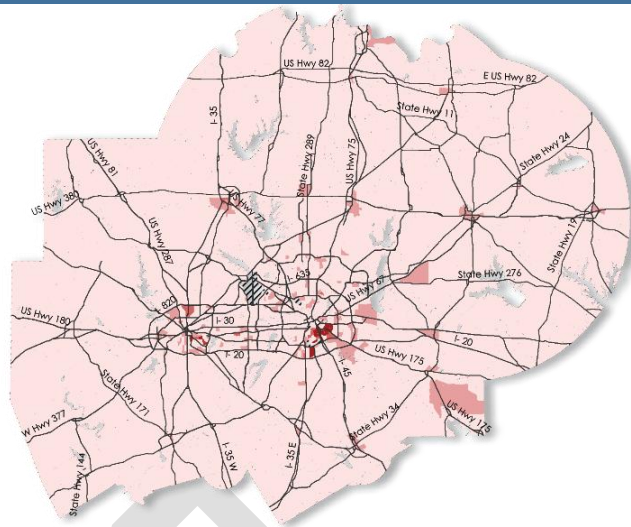 US Hwy 82
E US Hwy 82
State Hwy 11
I- 35
State Hwy 289
US Hwy 75
State Hwy 24
US Hwy 81
US Hwy 380
US Hwy 77
State Hwy 19
US Hwy 287
I- 635
US Hwy 67
State Hwy 276
I- 820
US Hwy 180
I- 30
I- 20
I- 20
US Hwy 175
I- 45
State Hwy 171
State Hwy 34
US Hwy 175
W Hwy 377
I- 35 W
I- 35 E
State Hwy 144